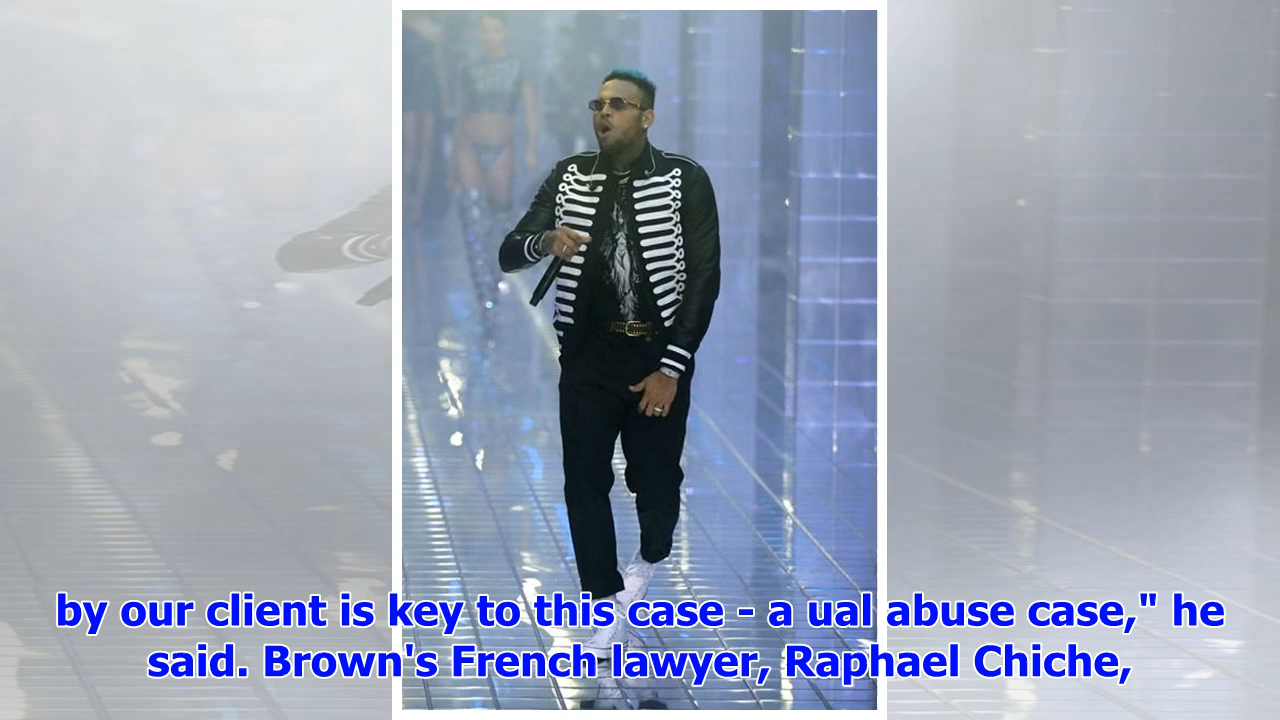 by our client is key to this case - a ual abuse case," he
said. Brown's French lawyer, Raphael Chiche,